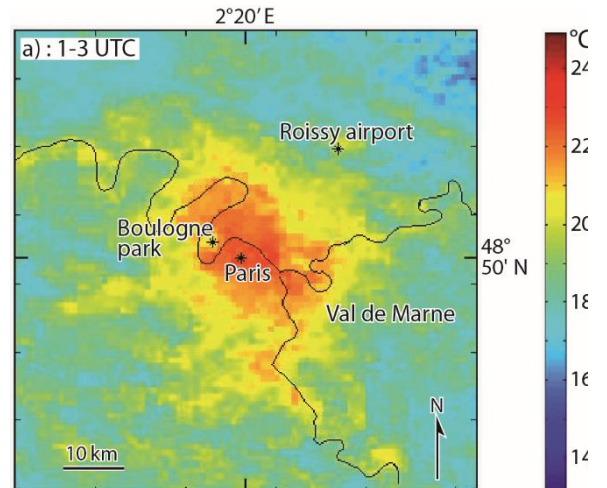 2°20' E
a) : 1-3 UTC
°C
24
Roissy airport
22
Boulogne
park
20
48°
50' N
Paris
Val de Marne
18
16
N
10 km
14